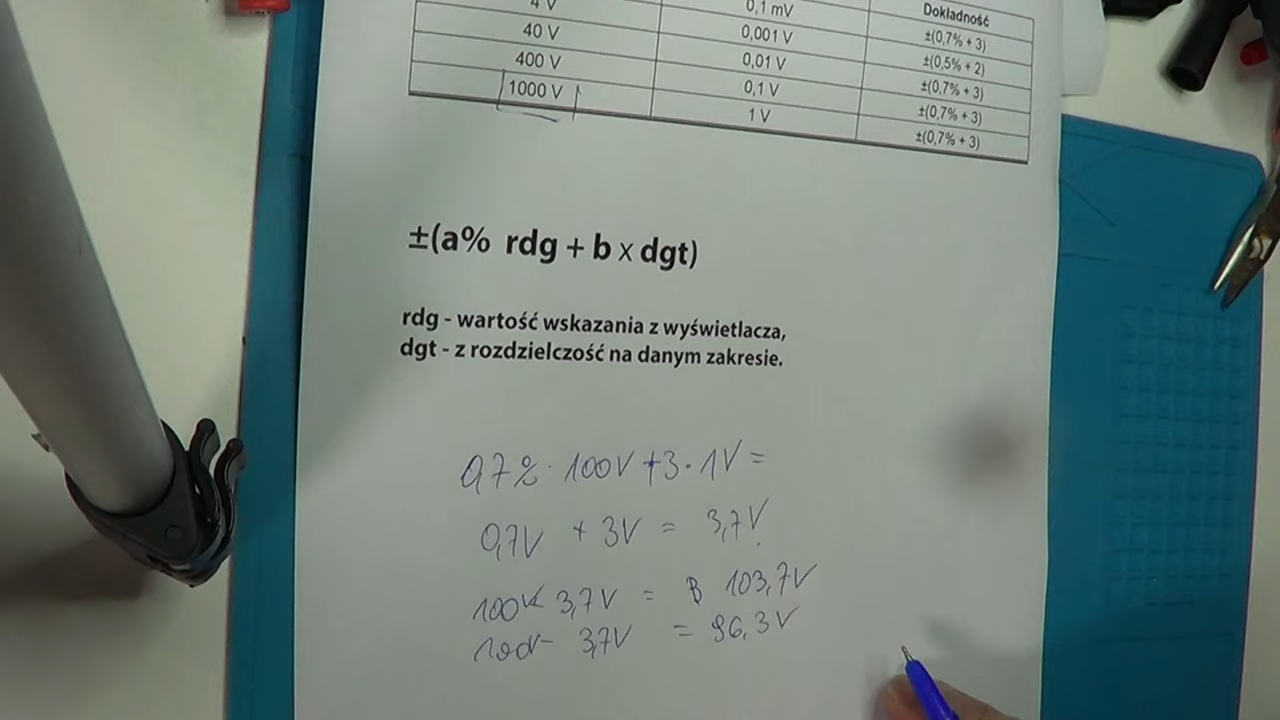 4 V 0,1 mV Dokładność
40 V 0,001 V ±(0,7% + 3)
400 V 0,01 V ±(0,5% + 2)
1000 V 0,1 V ±(0,7% + 3)
1 V ±(0,7% + 3)
±(0,7% + 3)
±(a% rdg + b x dgt)
rdg - wartość wskazania z wyświetlacza,
dgt - z rozdzielczość na danym zakresie.
0,7% · 100V + 3 · 1V =
0,7V + 3V = 3,7V
100V 3,7V = 103,7V
100V - 3,7V = 96,3V